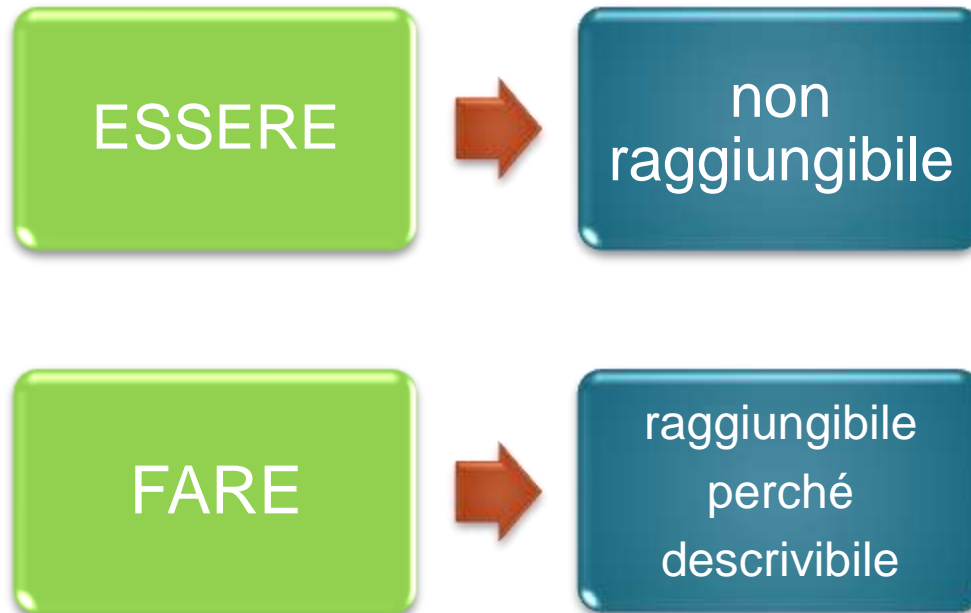 ESSERE
non
raggiungibile
FARE
raggiungibile
perché
descrivibile